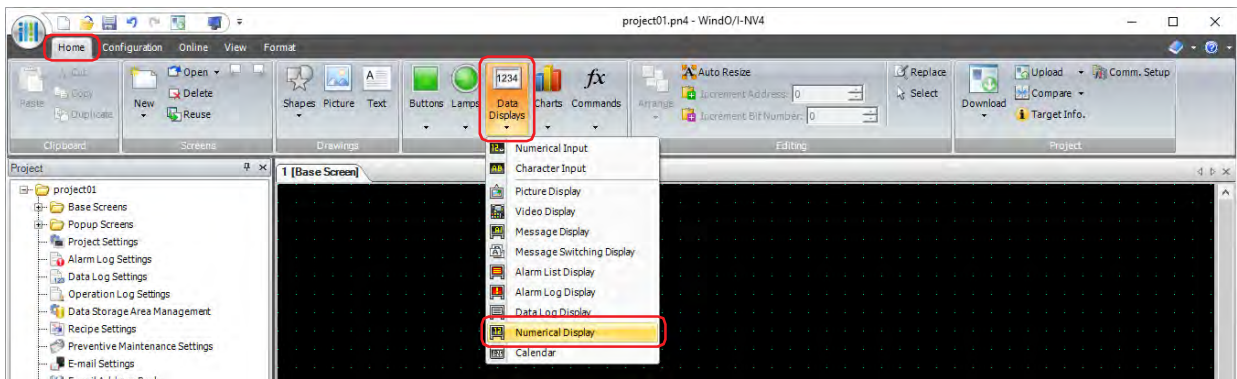 project01.pn4 - WindO/I-NV4
Home Configuration Online View Format
Paste
Cut
Copy
Duplicate
Clipboard
New
Open
Delete
Reuse
Screens
Shapes Picture Text
Drawings
Buttons Lamps Data Displays Charts Commands
1234
fx
Arrange
Auto Resize
Increment Address: 0
Increment Bit Number: 0
Replace
Select
Editing
Download
Upload
Compare
Target Info.
Comm. Setup
Project
Project
project01
Base Screens
Popup Screens
Project Settings
Alarm Log Settings
Data Log Settings
Operation Log Settings
Data Storage Area Management
Recipe Settings
Preventive Maintenance Settings
E-mail Settings
1 [Base Screen]
Numerical Input
Character Input
Picture Display
Video Display
Message Display
Message Switching Display
Alarm List Display
Alarm Log Display
Data Log Display
Numerical Display
Calendar